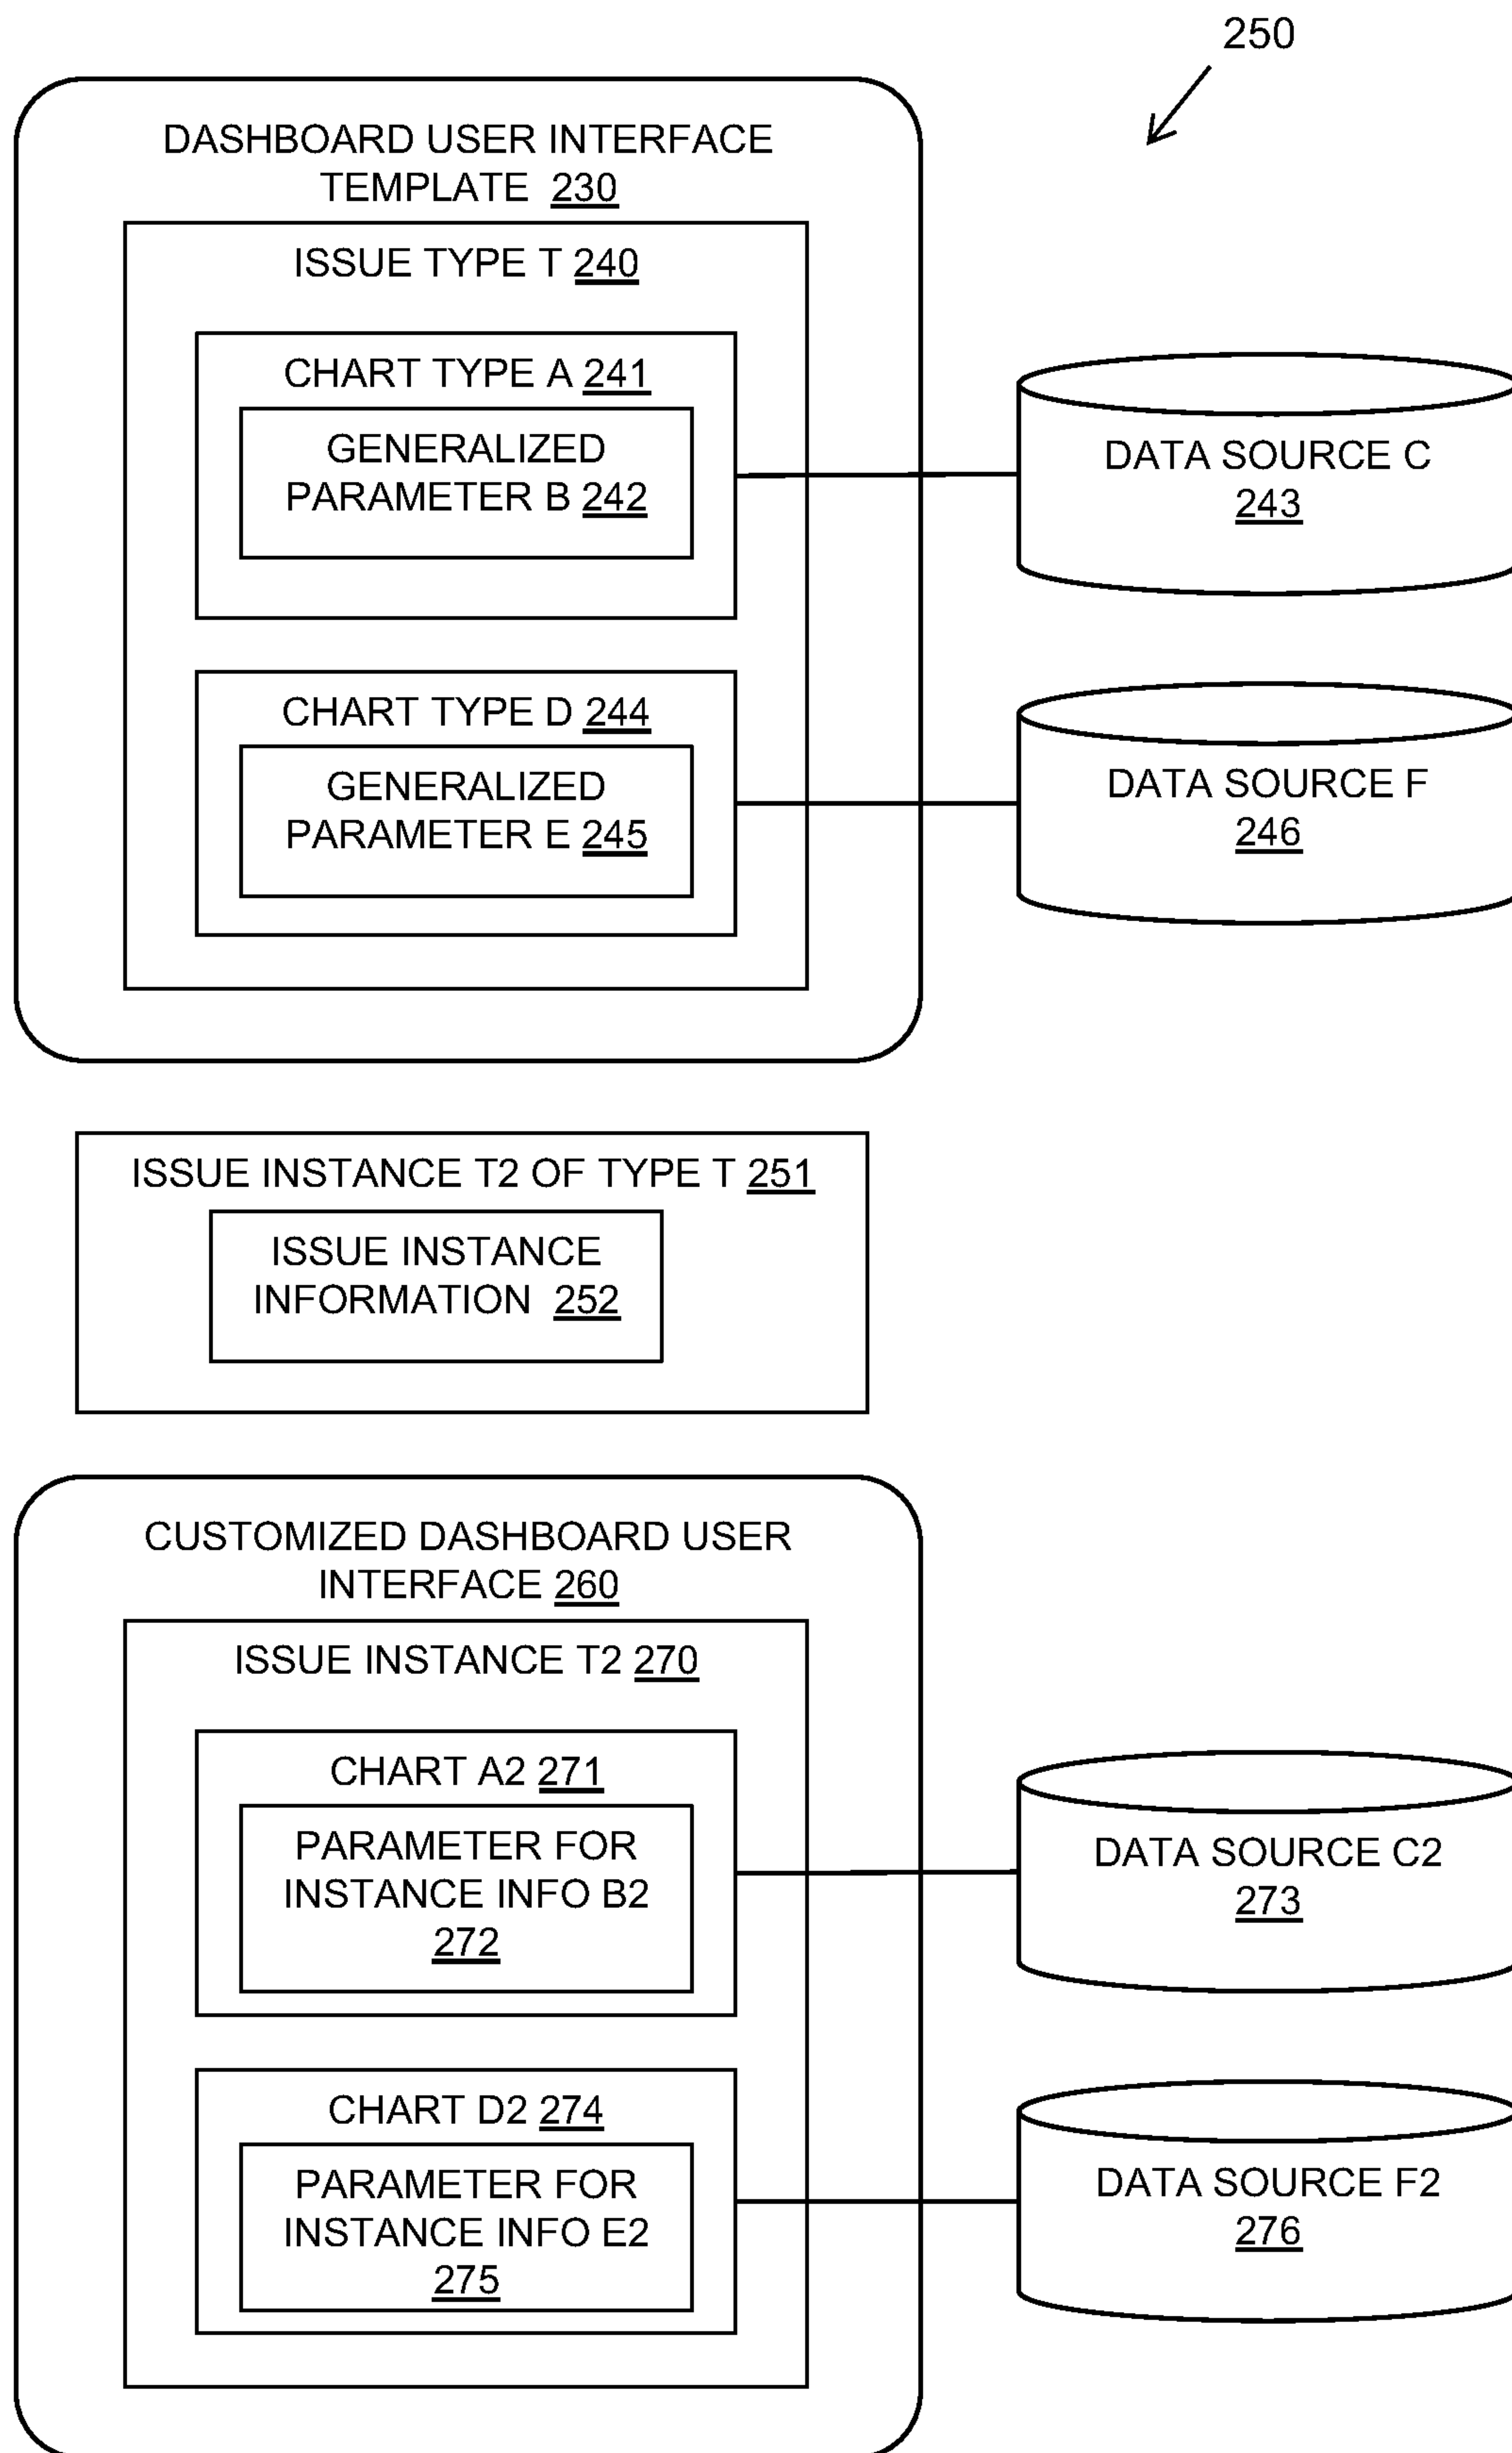 250
DASHBOARD USER INTERFACE
TEMPLATE 230
ISSUE TYPE T 240
CHART TYPE A 241
GENERALIZED
PARAMETER B 242
DATA SOURCE C
243
CHART TYPE D 244
GENERALIZED
PARAMETER E 245
DATA SOURCE F
246
ISSUE INSTANCE T2 OF TYPE T 251
ISSUE INSTANCE
INFORMATION 252
CUSTOMIZED DASHBOARD USER
INTERFACE 260
ISSUE INSTANCE T2 270
CHART A2 271
PARAMETER FOR
INSTANCE INFO B2
272
DATA SOURCE C2
273
CHART D2 274
PARAMETER FOR
INSTANCE INFO E2
275
DATA SOURCE F2
276